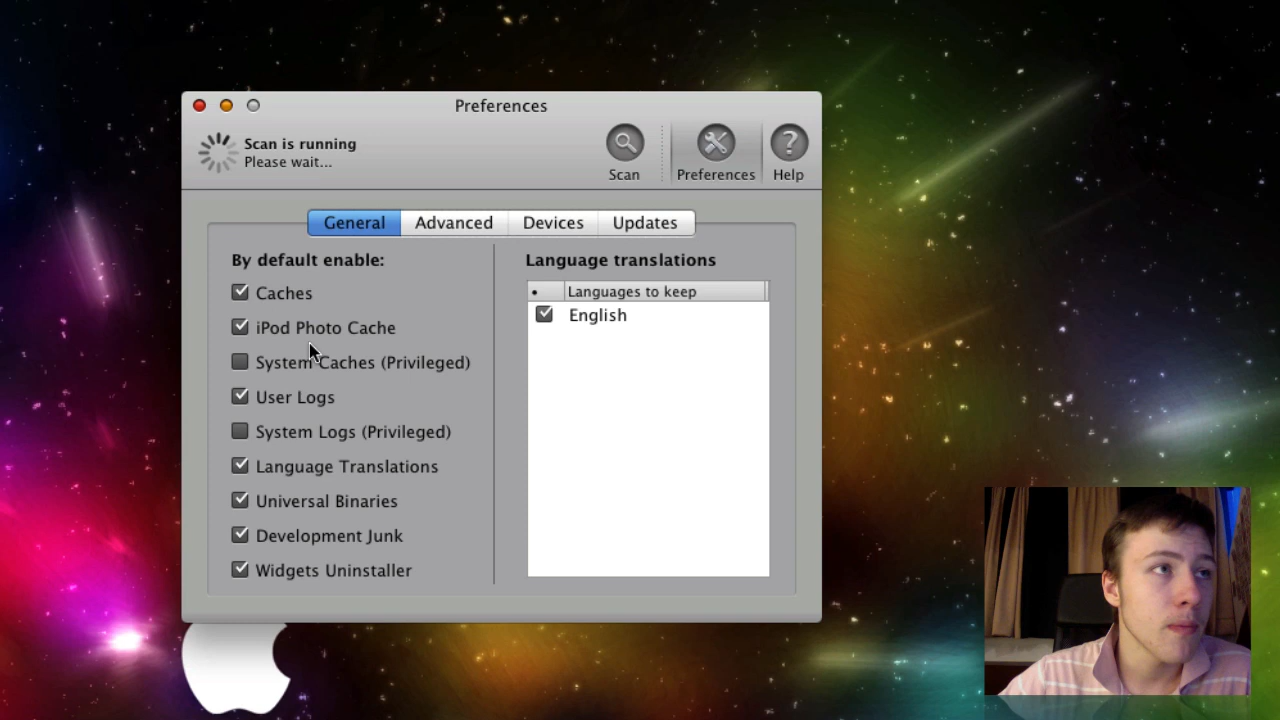 Preferences
Scan is running
Please wait...
Scan
Preferences
Help
General
Advanced
Devices
Updates
By default enable:
Caches
iPod Photo Cache
System Caches (Privileged)
User Logs
System Logs (Privileged)
Language Translations
Universal Binaries
Development Junk
Widgets Uninstaller
Language translations
• Languages to keep
English